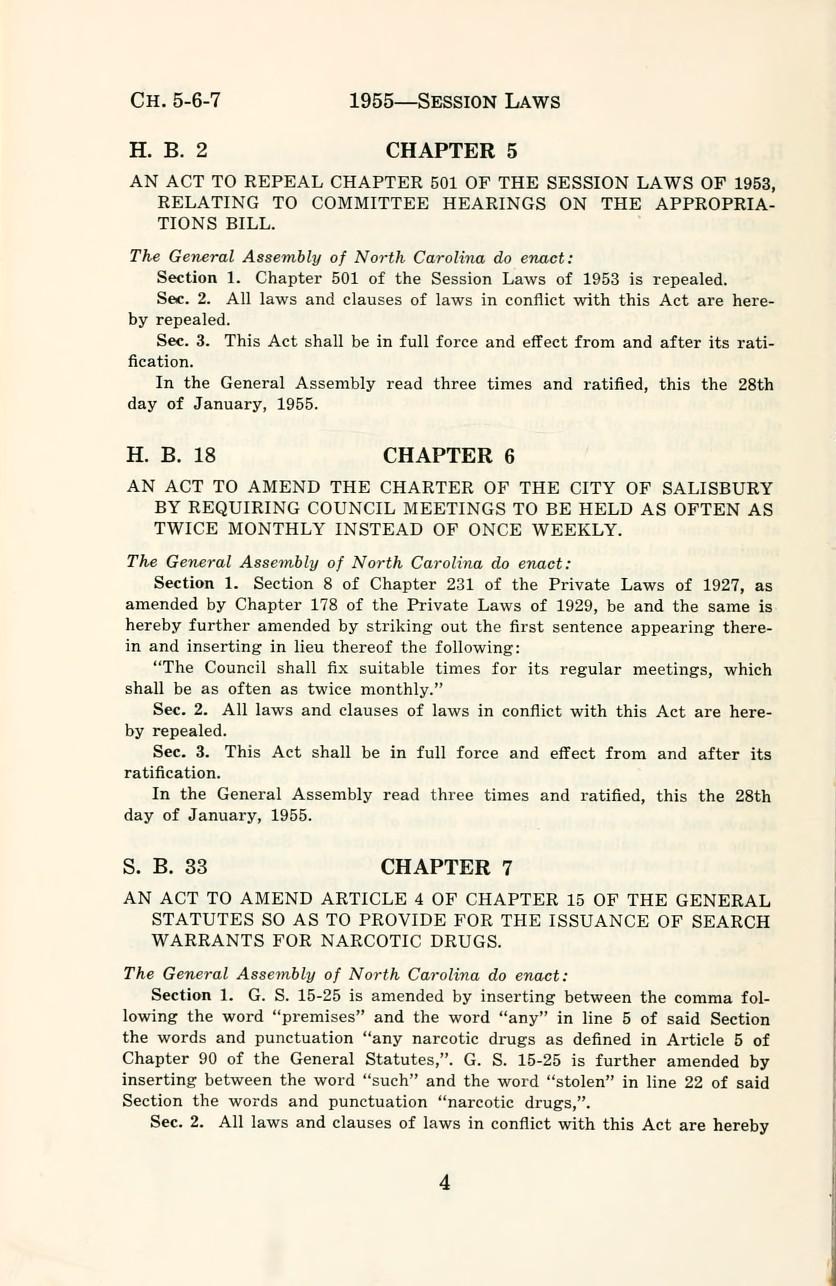 CH. 5-6-7 1955—SESSION LAWS
H. B. 2 CHAPTER 5
AN ACT TO REPEAL CHAPTER 501 OF THE SESSION LAWS OF 1953,
RELATING TO COMMITTEE HEARINGS ON THE APPROPRIA-
TIONS BILL.
The General Assembly of North Carolina do enact:
Section 1. Chapter 501 of the Session Laws of 1953 is repealed.
Sec. 2. All laws and clauses of laws in conflict with this Act are here-
by repealed.
Sec. 3. This Act shall be in full force and effect from and after its rati-
fication.
In the General Assembly read three times and ratified, this the 28th
day of January, 1955.
H. B. 18 CHAPTER 6
AN ACT TO AMEND THE CHARTER OF THE CITY OF SALISBURY
BY REQUIRING COUNCIL MEETINGS TO BE HELD AS OFTEN AS
TWICE MONTHLY INSTEAD OF ONCE WEEKLY.
The General Assembly of North Carolina do enact:
Section 1. Section 8 of Chapter 231 of the Private Laws of 1927, as
amended by Chapter 178 of the Private Laws of 1929, be and the same is
hereby further amended by striking out the first sentence appearing there-
in and inserting in lieu thereof the following:
“The Council shall fix suitable times for its regular meetings, which
shall be as often as twice monthly.”
Sec. 2. All laws and clauses of laws in conflict with this Act are here-
by repealed.
Sec. 3. This Act shall be in full force and effect from and after its
ratification.
In the General Assembly read three times and ratified, this the 28th
day of January, 1955.
S. B. 33 CHAPTER 7
AN ACT TO AMEND ARTICLE 4 OF CHAPTER 15 OF THE GENERAL
STATUTES SO AS TO PROVIDE FOR THE ISSUANCE OF SEARCH
WARRANTS FOR NARCOTIC DRUGS.
The General Assembly of North Carolina do enact:
Section 1. G. S. 15-25 is amended by inserting between the comma fol-
lowing the word “premises” and the word “any” in line 5 of said Section
the words and punctuation “any narcotic drugs as defined in Article 5 of
Chapter 90 of the General Statutes,”. G. S. 15-25 is further amended by
inserting between the word “such” and the word “stolen” in line 22 of said
Section the words and punctuation “narcotic drugs,”.
Sec. 2. All laws and clauses of laws in conflict with this Act are hereby
4